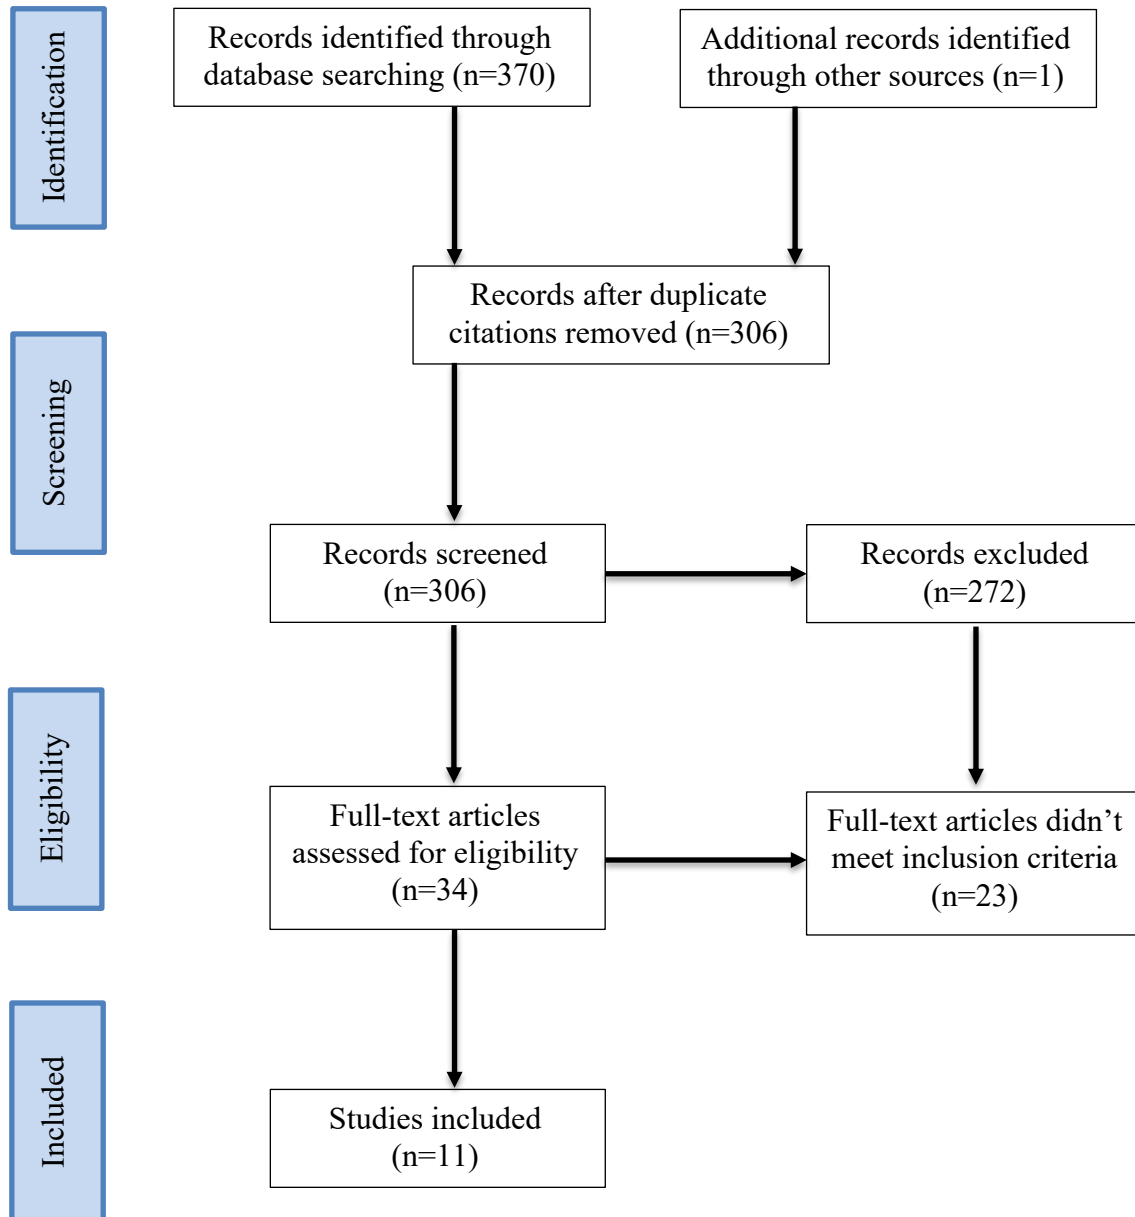 Identification
Records identified through
database searching (n=370)
Additional records identified
through other sources (n=1)
Records after duplicate
citations removed (n=306)
Screening
Records screened
(n=306)
Records excluded
(n=272)
Eligibility
Full-text articles
assessed for eligibility
(n=34)
Full-text articles didn’t
meet inclusion criteria
(n=23)
Included
Studies included
(n=11)